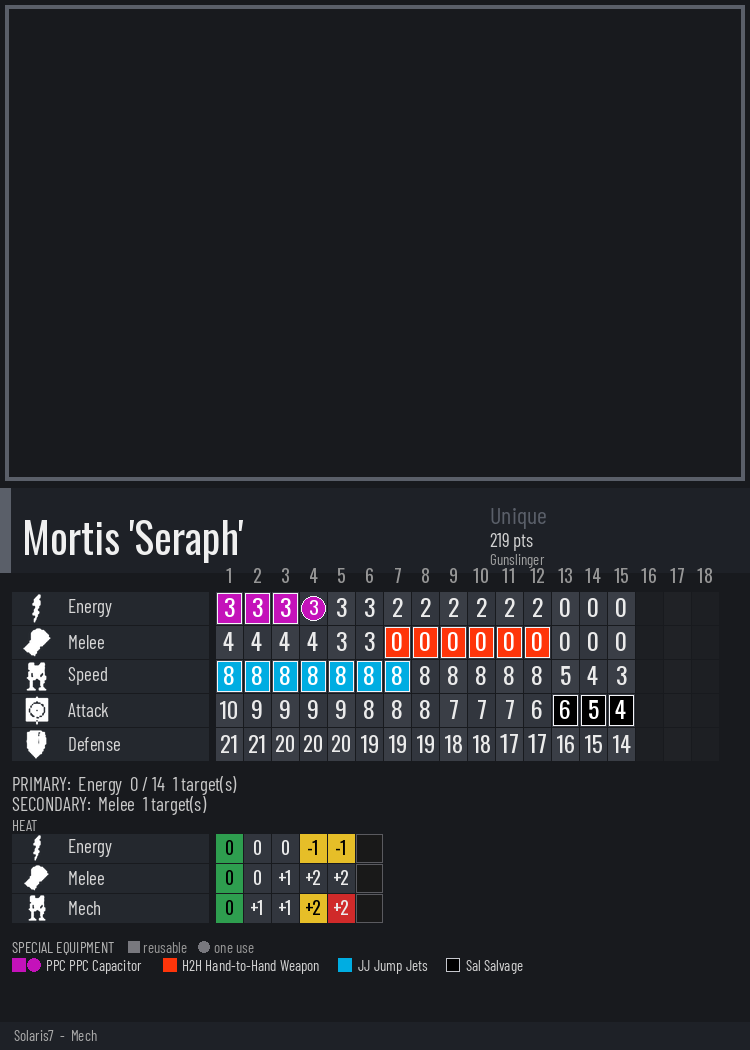 Mortis 'Seraph'
Unique
219 pts
Gunslinger
1 2 3 4 5 6 7 8 9 10 11 12 13 14 15 16 17 18
Energy 3 3 3 3 3 3 2 2 2 2 2 2 0 0 0
Melee 4 4 4 4 3 3 0 0 0 0 0 0 0 0 0
Speed 8 8 8 8 8 8 8 8 8 8 8 8 5 4 3
Attack 10 9 9 9 9 8 8 8 7 7 7 6 6 5 4
Defense 21 21 20 20 20 19 19 19 18 18 17 17 16 15 14
PRIMARY: Energy 0 / 14 1 target(s)
SECONDARY: Melee 1 target(s)
HEAT
Energy 0 0 0 -1 -1
Melee 0 0 +1 +2 +2
Mech 0 +1 +1 +2 +2
SPECIAL EQUIPMENT reusable one use
PPC PPC Capacitor H2H Hand-to-Hand Weapon JJ Jump Jets Sal Salvage
Solaris7 - Mech